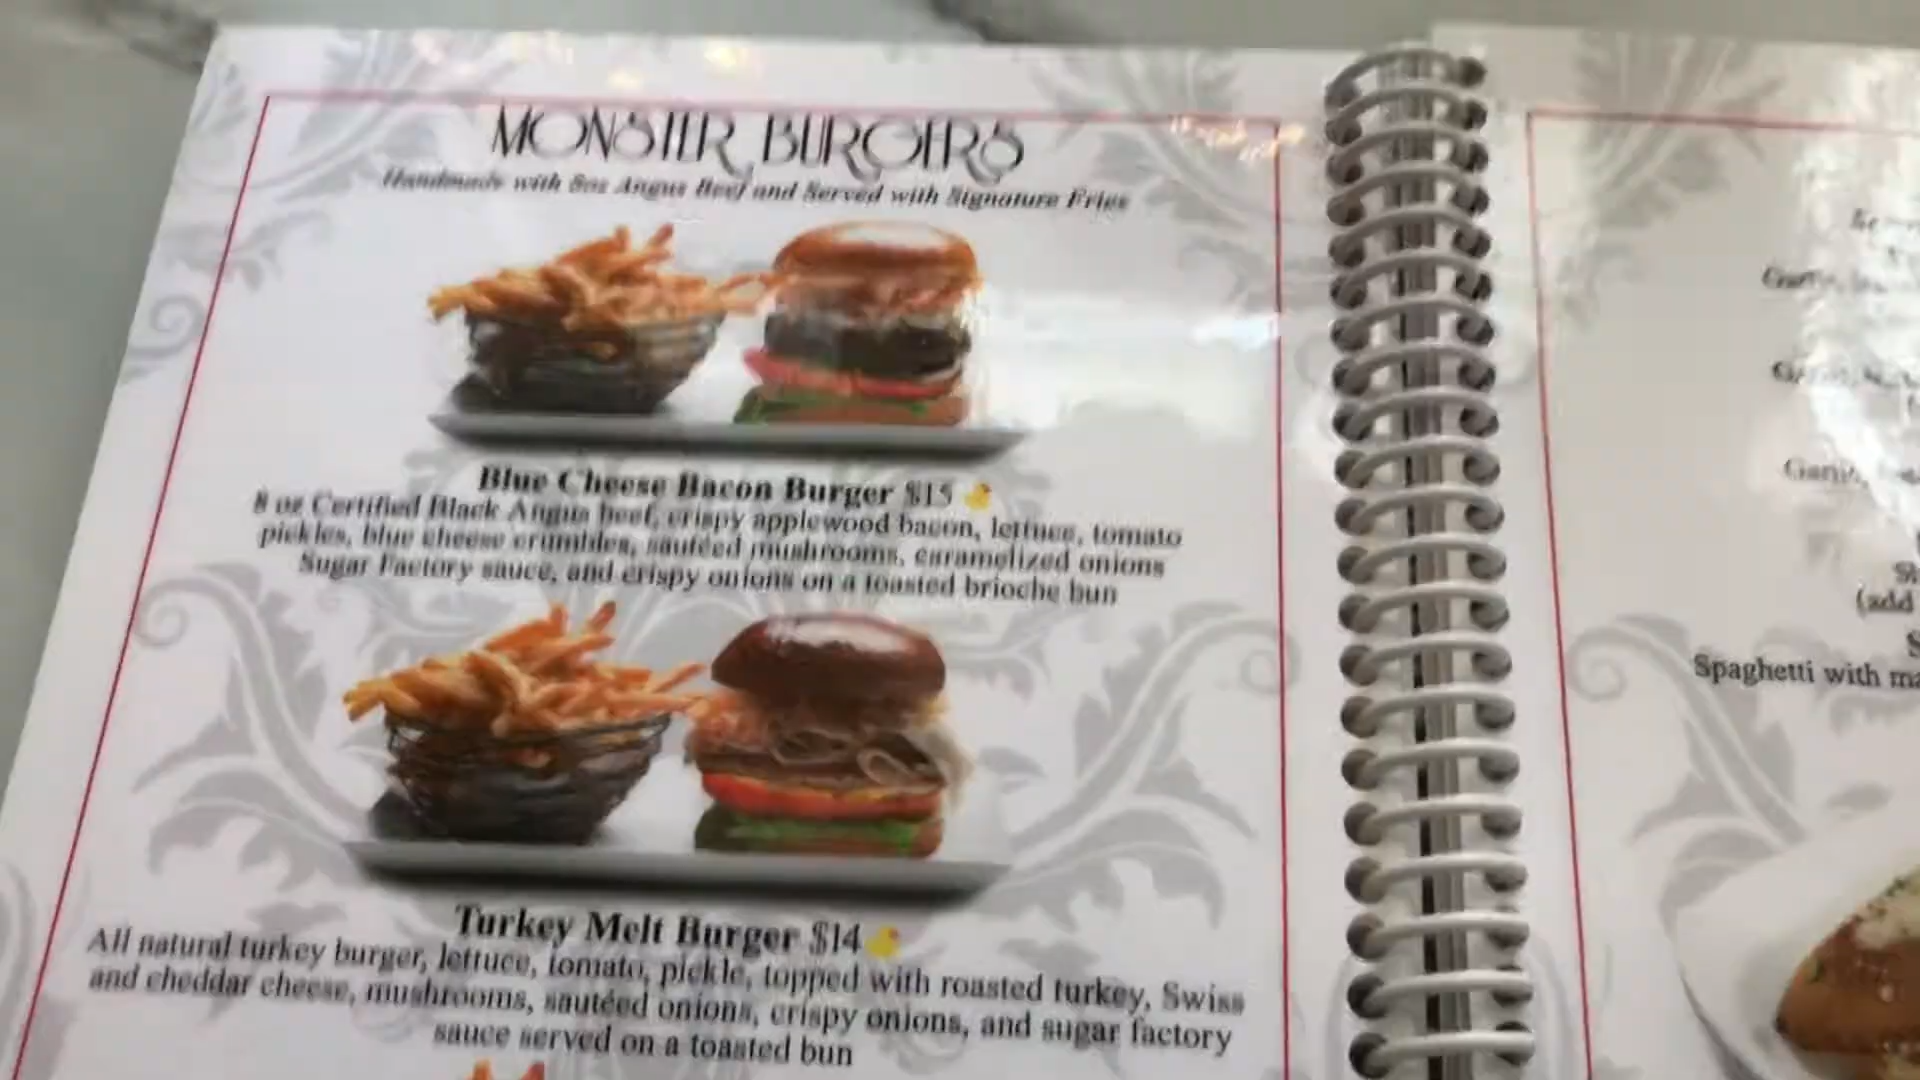 MONSTER BURGERS
Handmade with 8oz Angus Beef and Served with Signature Fries
Blue Cheese Bacon Burger $15
8 oz Certified Black Angus beef, crispy applewood bacon, lettuce, tomato
pickles, blue cheese crumbles, sautéed mushrooms, caramelized onions
Sugar Factory sauce, and crispy onions on a toasted brioche bun
Turkey Melt Burger $14
All natural turkey burger, lettuce, tomato, pickle, topped with roasted turkey, Swiss
and cheddar cheese, mushrooms, sautéed onions, crispy onions, and sugar factory
sauce served on a toasted bun
(add
Spaghetti with